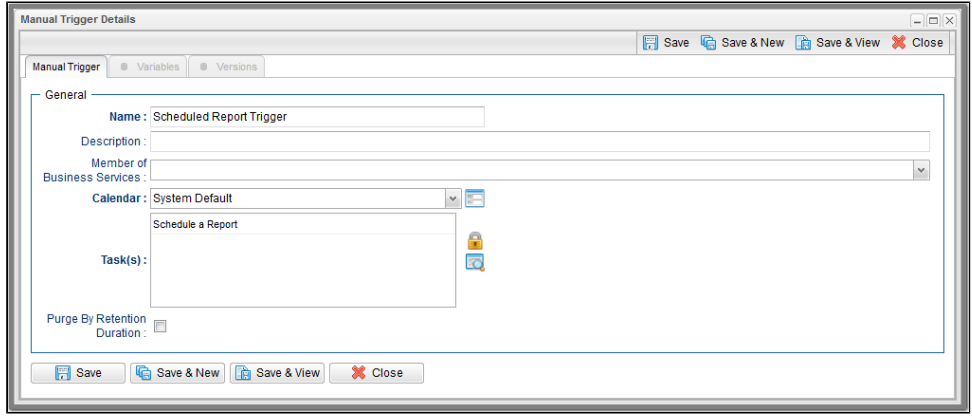 Manual Trigger Details
Save Save & New Save & View Close
Manual Trigger Variables Versions
General
Name : Scheduled Report Trigger
Description :
Member of
Business Services :
Calendar : System Default
Schedule a Report
Task(s) :
Purge By Retention
Duration :
Save Save & New Save & View Close